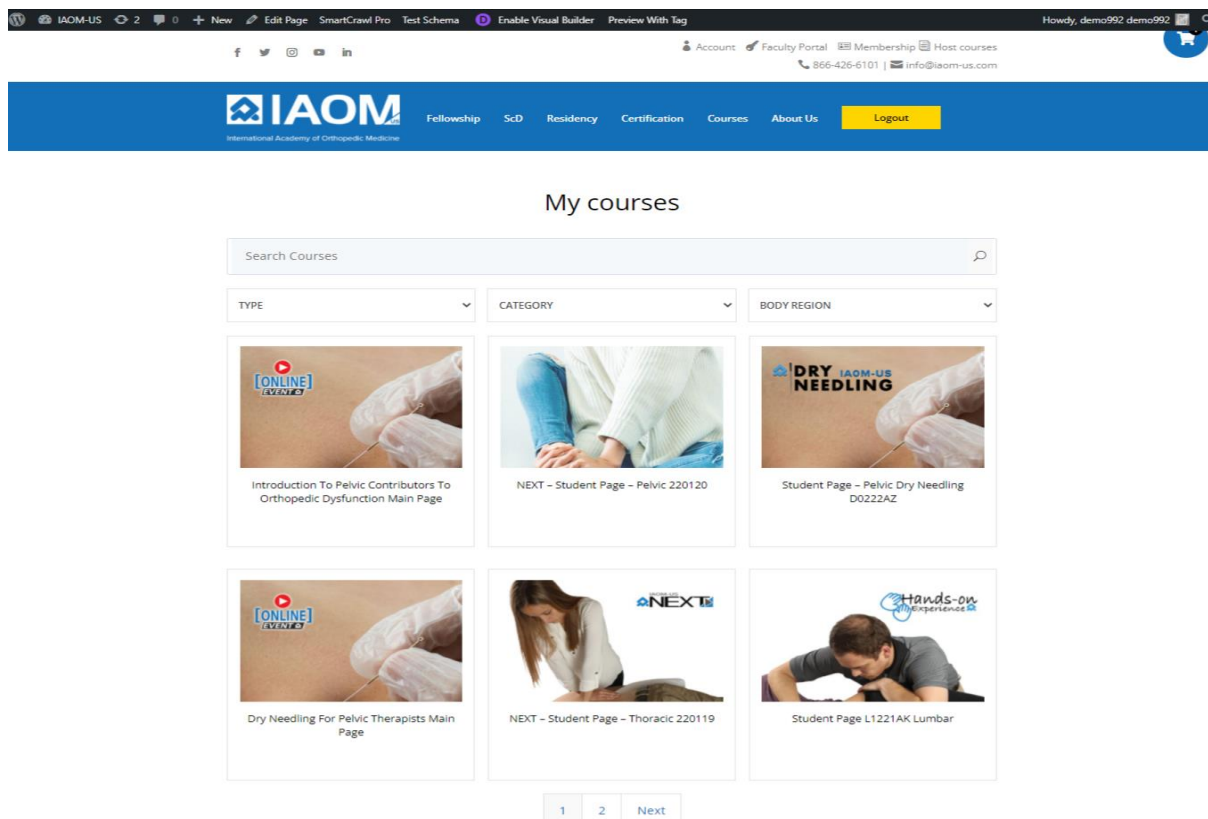 IAOM-US 2 0 New Edit Page SmartCrawl Pro Test Schema D Enable Visual Builder Preview With Tag Howdy, demo992 demo992
Account Faculty Portal Membership Host courses
866-426-6101 | info@iaom-us.com
IAOM
International Academy of Orthopedic Medicine
Fellowship ScD Residency Certification Courses About Us Logout
My courses
Search Courses
TYPE CATEGORY BODY REGION
[ONLINE]
EVENT
DRY IAOM-US
NEEDLING
Introduction To Pelvic Contributors To
Orthopedic Dysfunction Main Page
NEXT – Student Page – Pelvic 220120
Student Page – Pelvic Dry Needling
D0222AZ
[ONLINE]
EVENT
IAOM-US
NEXT
Hands-on
Experience
Dry Needling For Pelvic Therapists Main
Page
NEXT – Student Page – Thoracic 220119
Student Page L1221AK Lumbar
1 2 Next